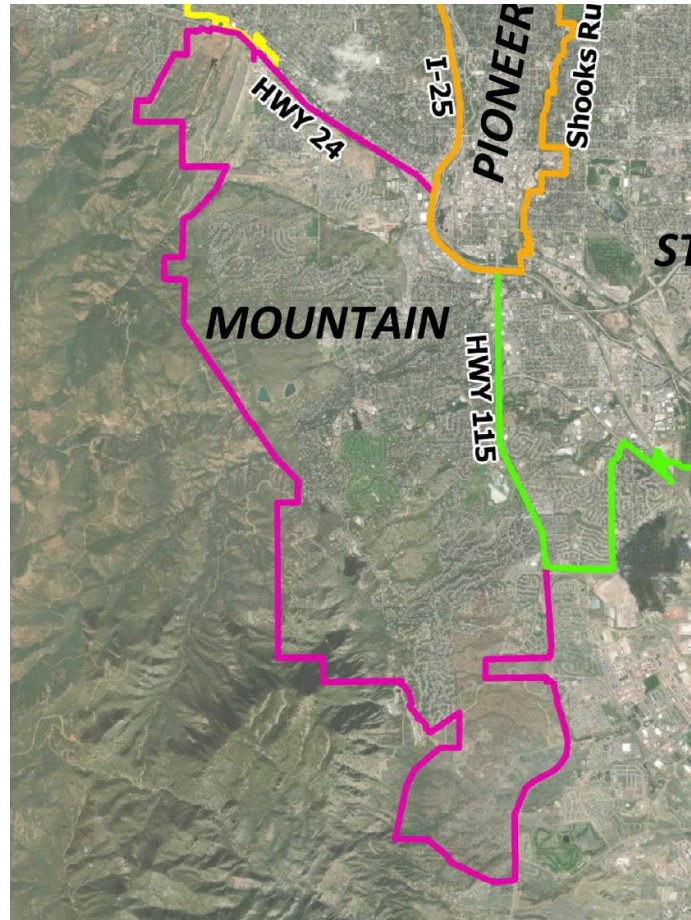 I-25
PIONEER
Shooks Ru
HWY 24
ST
MOUNTAIN
HWY 115